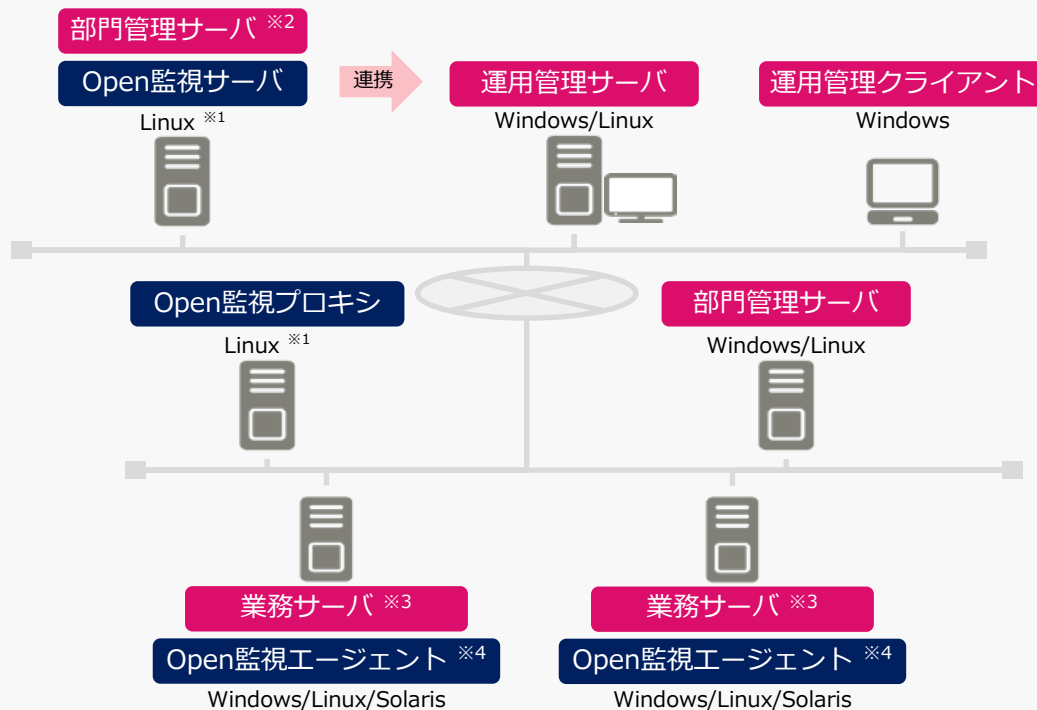 部門管理サーバ ※2
Open監視サーバ
Linux ※1
連携
運用管理サーバ
Windows/Linux
運用管理クライアント
Windows
Open監視プロキシ
Linux ※1
部門管理サーバ
Windows/Linux
業務サーバ ※3
Open監視エージェント ※4
Windows/Linux/Solaris
業務サーバ ※3
Open監視エージェント ※4
Windows/Linux/Solaris